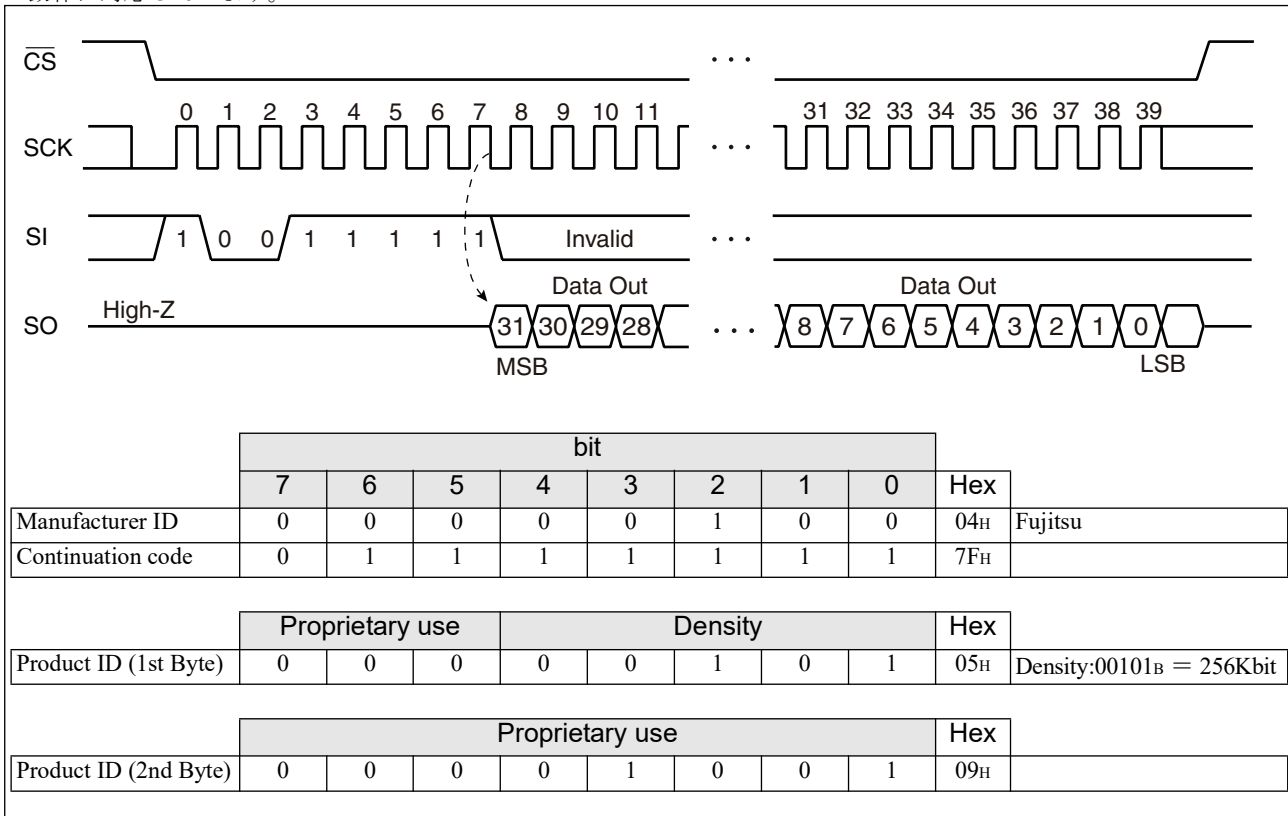 CS
0 1 2 3 4 5 6 7 8 9 10 11 31 32 33 34 35 36 37 38 39
SCK
SI 1 0 0 1 1 1 1 1 Invalid
Data Out Data Out
High-Z
SO 31 30 29 28 8 7 6 5 4 3 2 1 0
MSB LSB
bit
7 6 5 4 3 2 1 0 Hex
Manufacturer ID 0 0 0 0 0 1 0 0 04H Fujitsu
Continuation code 0 1 1 1 1 1 1 1 7FH
Proprietary use Density Hex
Product ID (1st Byte) 0 0 0 0 0 1 0 1 05H Density:00101B = 256Kbit
Proprietary use Hex
Product ID (2nd Byte) 0 0 0 0 1 0 0 1 09H